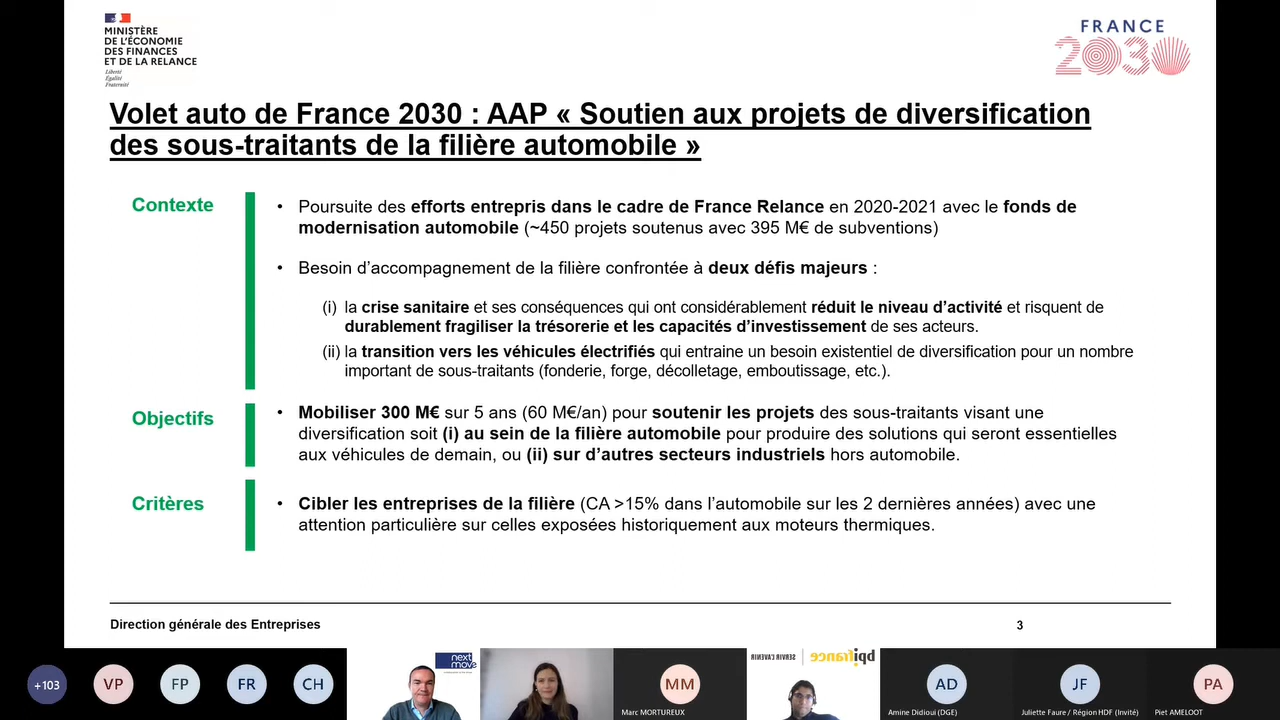 MINISTÈRE
DE L'ÉCONOMIE
DES FINANCES
ET DE LA RELANCE
Liberté
Égalité
Fraternité
FRANCE
2030
Volet auto de France 2030 : AAP « Soutien aux projets de diversification
des sous-traitants de la filière automobile »
Contexte
• Poursuite des efforts entrepris dans le cadre de France Relance en 2020-2021 avec le fonds de
modernisation automobile (~450 projets soutenus avec 395 M€ de subventions)
• Besoin d'accompagnement de la filière confrontée à deux défis majeurs :
(i) la crise sanitaire et ses conséquences qui ont considérablement réduit le niveau d'activité et risquent de
durablement fragiliser la trésorerie et les capacités d'investissement de ses acteurs.
(ii) la transition vers les véhicules électrifiés qui entraine un besoin existentiel de diversification pour un nombre
important de sous-traitants (fonderie, forge, décolletage, emboutissage, etc.).
Objectifs
• Mobiliser 300 M€ sur 5 ans (60 M€/an) pour soutenir les projets des sous-traitants visant une
diversification soit (i) au sein de la filière automobile pour produire des solutions qui seront essentielles
aux véhicules de demain, ou (ii) sur d'autres secteurs industriels hors automobile.
Critères
• Cibler les entreprises de la filière (CA >15% dans l'automobile sur les 2 dernières années) avec une
attention particulière sur celles exposées historiquement aux moteurs thermiques.
Direction générale des Entreprises
3
+103
VP
FP
FR
CH
next
move
MM
Marc MORTUREUX
SERVIR L'AVENIR
bpifrance
AD
Amine Didioui (DGE)
JF
Juliette Faure / Région HDF (Invité)
PA
Piet AMELOOT